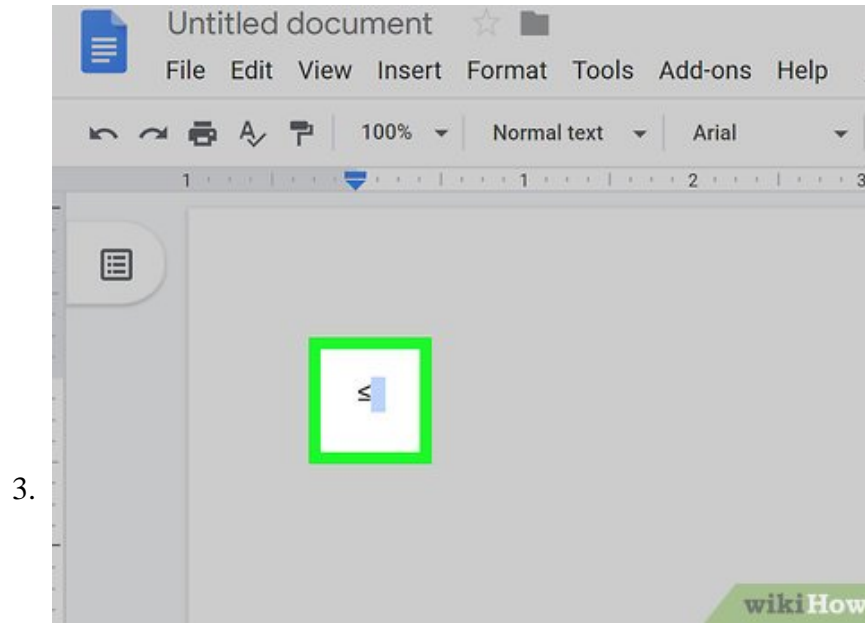 Untitled document
File Edit View Insert Format Tools Add-ons Help
100% Normal text Arial
1 1 2 3
≤
3.
wikiHow